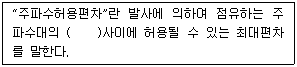 “주파수허용편차”란 발사에 의하여 점유하는 주
파수대의 (    )사이에 허용될 수 있는 최대편차
를 말한다.